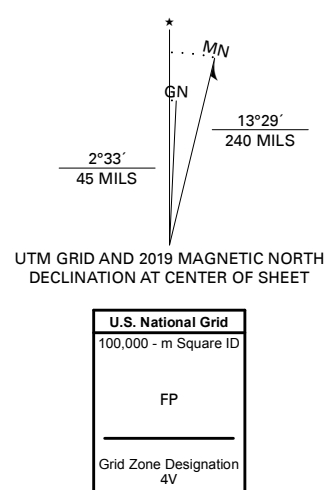 ★
MN
GN
13°29´
240 MILS
2°33´
45 MILS
UTM GRID AND 2019 MAGNETIC NORTH
DECLINATION AT CENTER OF SHEET
U.S. National Grid
100,000 - m Square ID
FP
Grid Zone Designation
4V